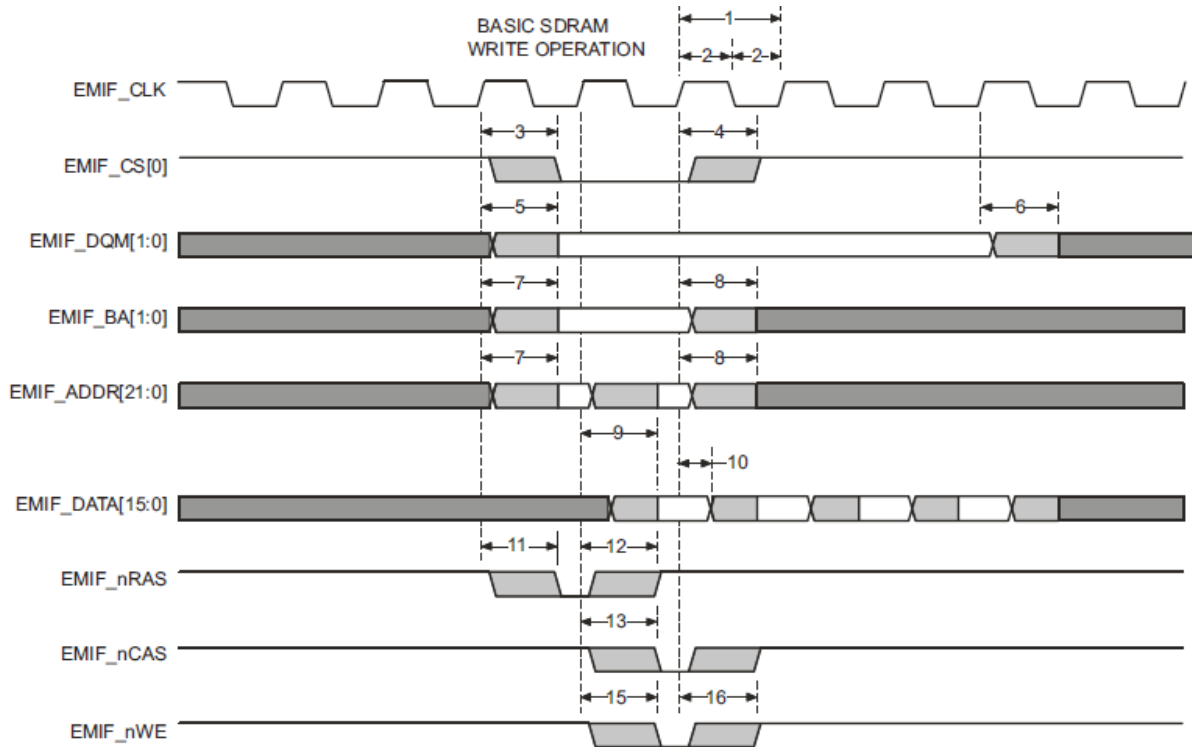 BASIC SDRAM
WRITE OPERATION
1
2 2
EMIF_CLK
3 4
EMIF_CS[0]
5 6
EMIF_DQM[1:0]
7 8
EMIF_BA[1:0]
7 8
EMIF_ADDR[21:0]
9
10
EMIF_DATA[15:0]
11 12
EMIF_nRAS
13
EMIF_nCAS
15 16
EMIF_nWE